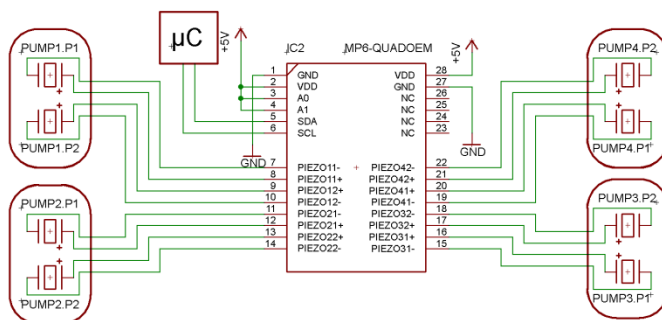 PUMP1.P1
µC
+5V
IC2
MP6-QUADOEM
+5V
PUMP4.P2
1 GND VDD 28
2 VDD GND 27
3 A0 NC 26
4 A1 NC 25
5 SDA NC 24
6 SCL NC 23
PUMP1.P2
GND
GND
PUMP4.P1
7 PIEZO11- PIEZO42- 22
8 PIEZO11+ PIEZO42+ 21
9 PIEZO12+ PIEZO41+ 20
10 PIEZO12- PIEZO41- 19
11 PIEZO21- PIEZO32- 18
12 PIEZO21+ PIEZO32+ 17
13 PIEZO22+ PIEZO31+ 16
14 PIEZO22- PIEZO31- 15
PUMP2.P1
PUMP3.P2
PUMP2.P2
PUMP3.P1